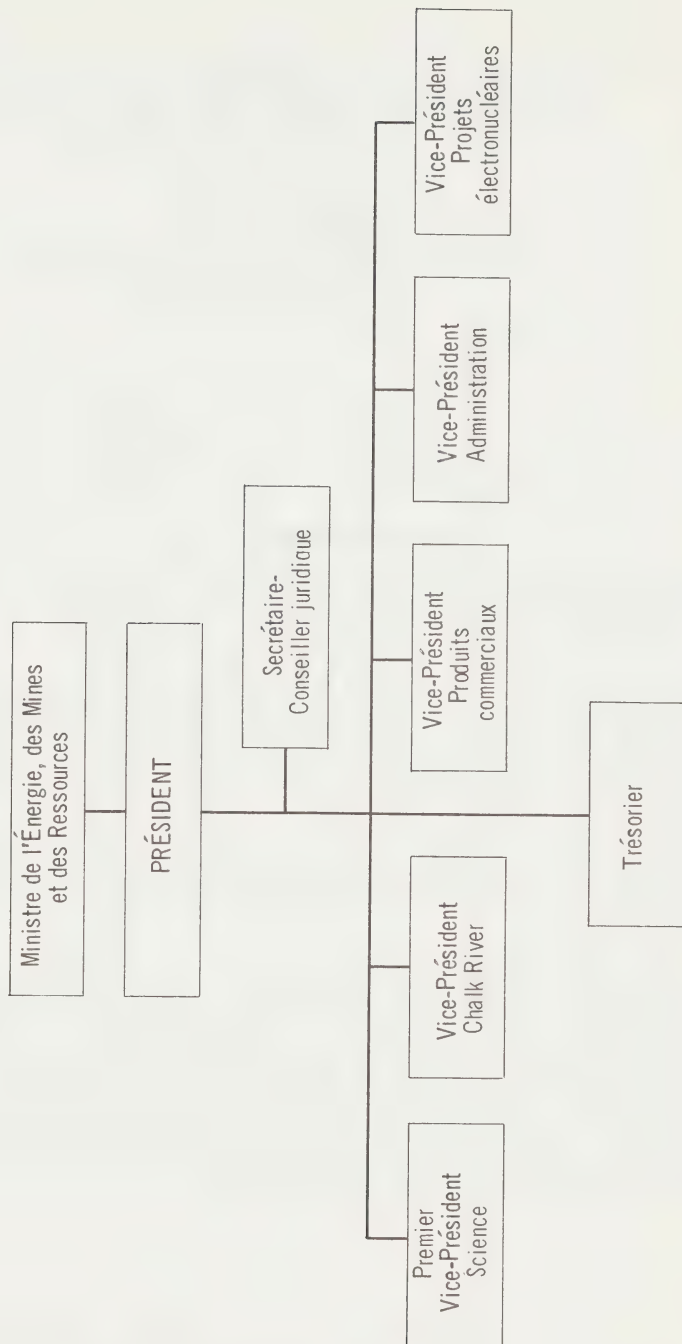 Ministre de l'Énergie, des Mines
et des Ressources
PRÉSIDENT
Secrétaire-
Conseiller juridique
Premier
Vice-Président
Science
Vice-Président
Chalk River
Vice-Président
Produits
commerciaux
Vice-Président
Administration
Vice-Président
Projets
électronucléaires
Trésorier